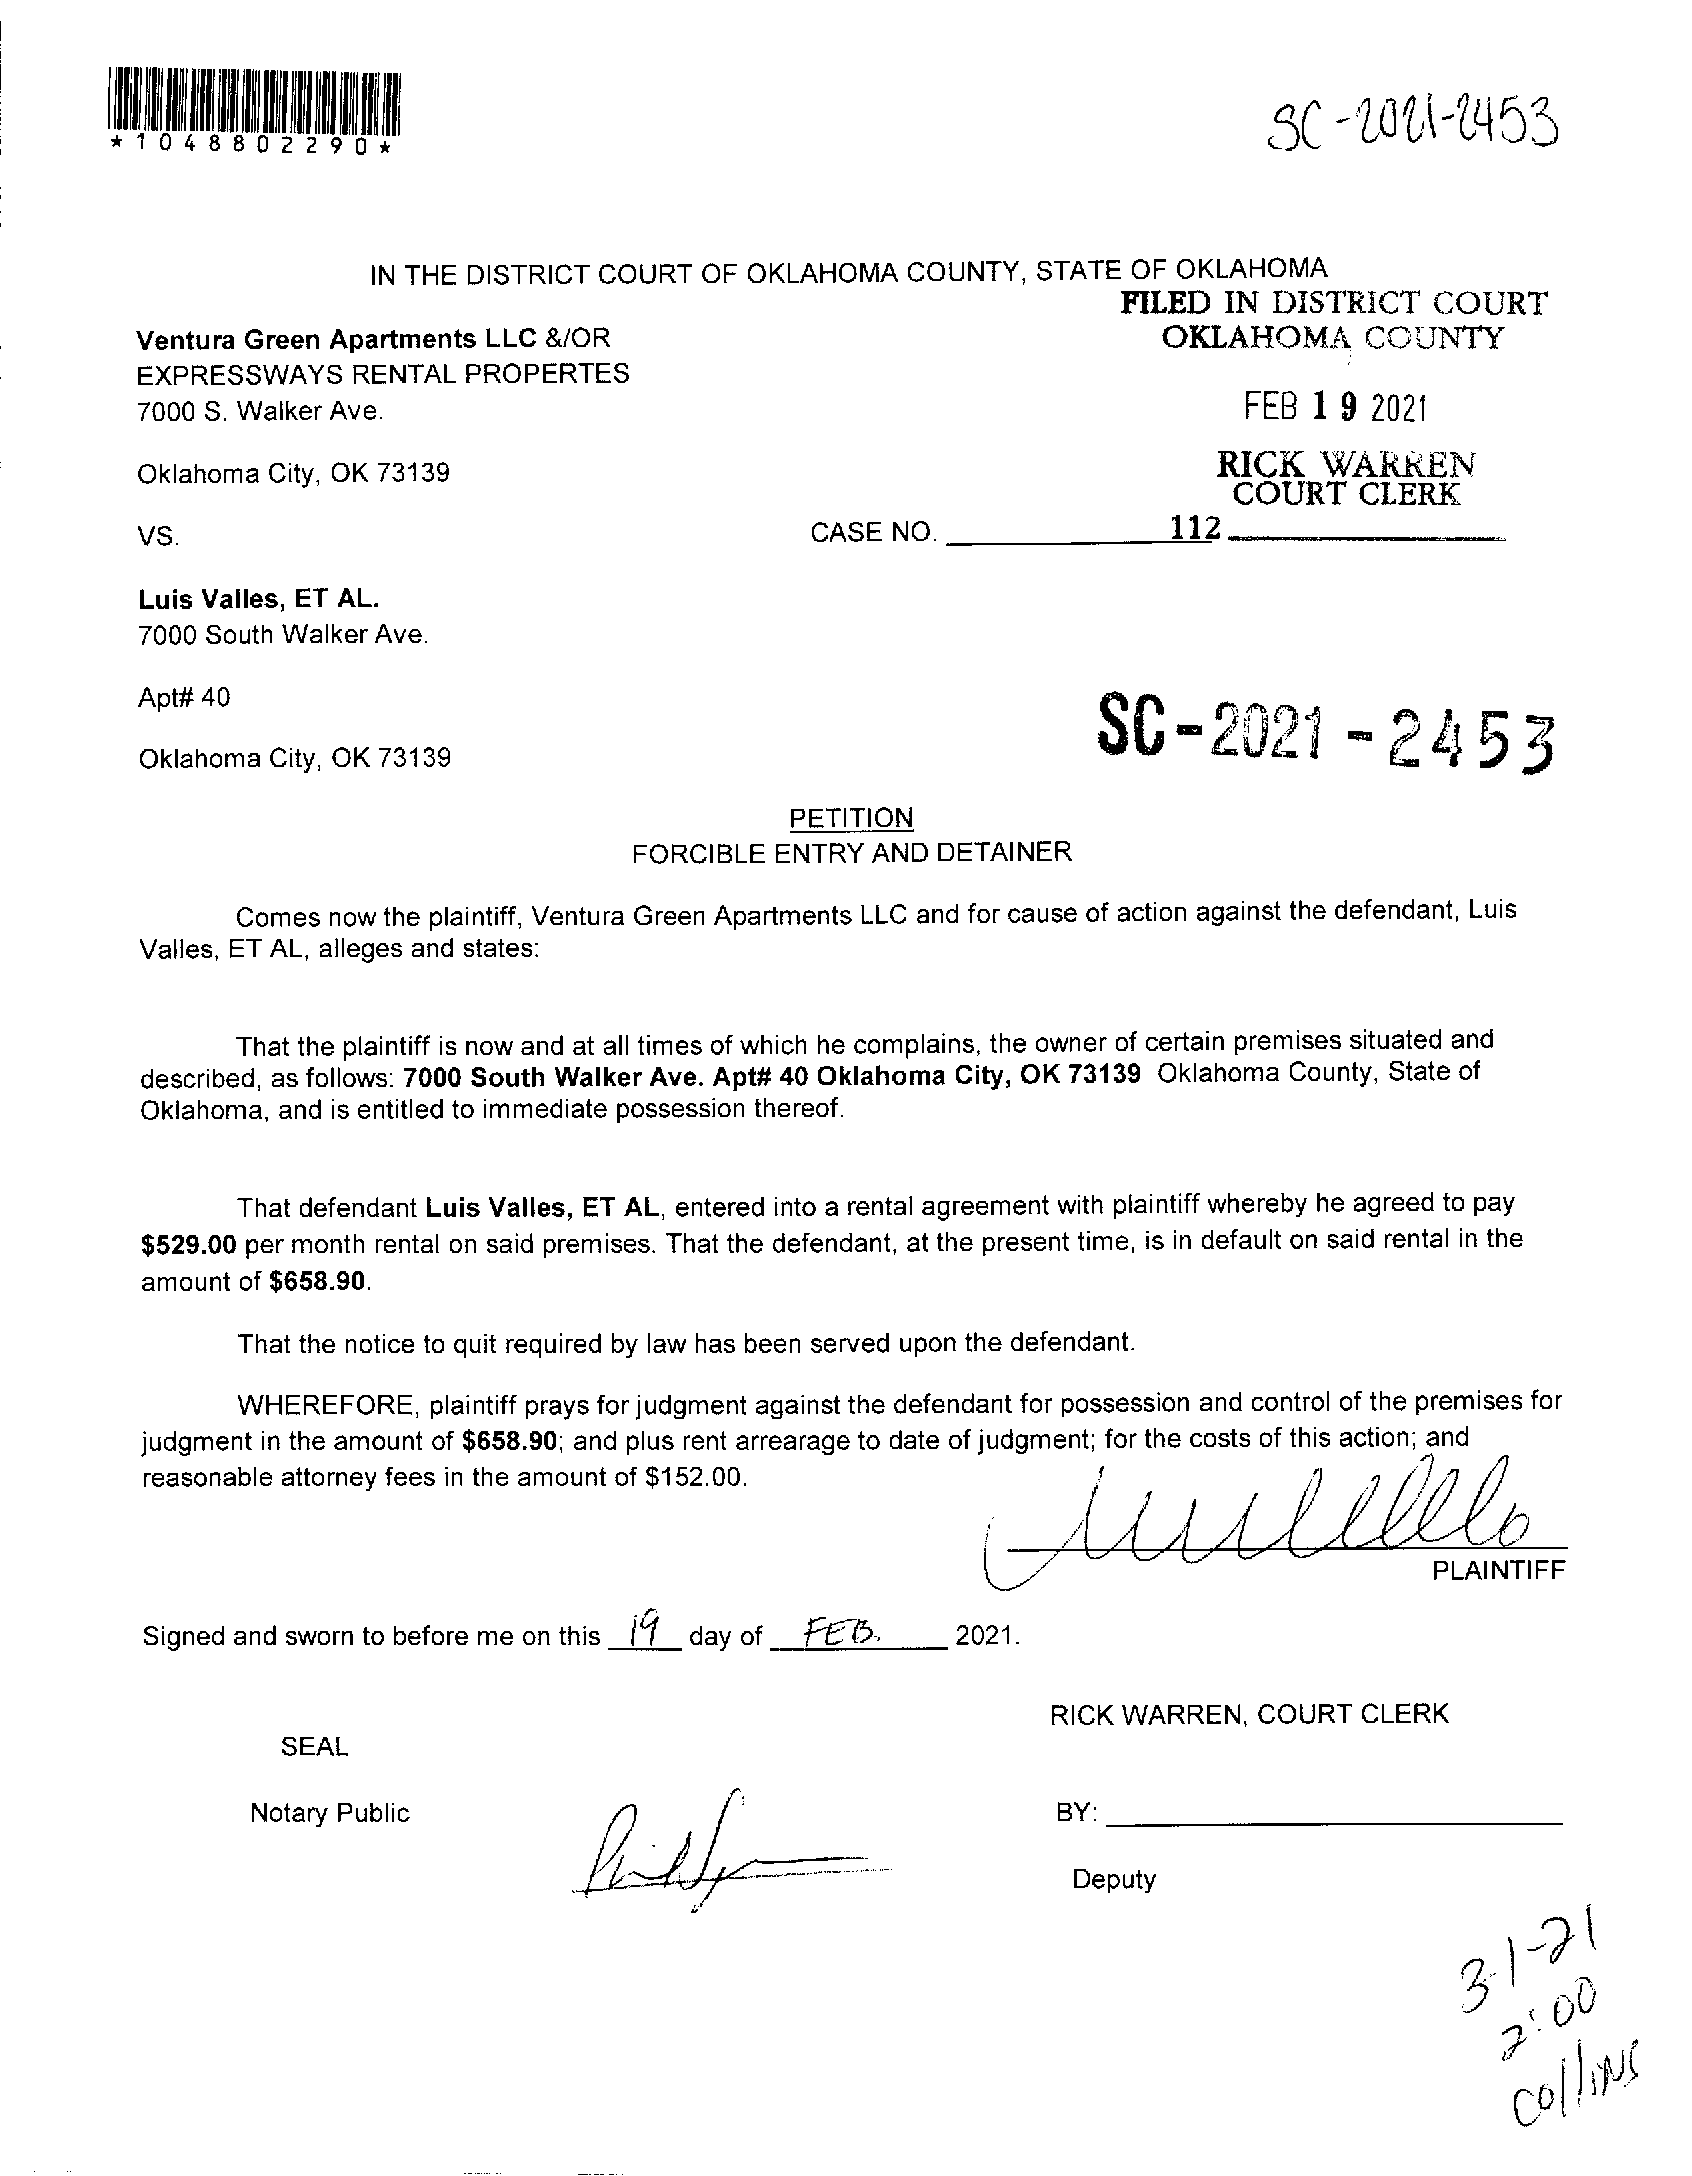 *1048802290*
SC-2021-2453
IN THE DISTRICT COURT OF OKLAHOMA COUNTY, STATE OF OKLAHOMA
FILED IN DISTRICT COURT
OKLAHOMA COUNTY
Ventura Green Apartments LLC &/OR
EXPRESSWAYS RENTAL PROPERTES
7000 S. Walker Ave.
FEB 19 2021
Oklahoma City, OK 73139
RICK WARREN
COURT CLERK
VS.
CASE NO. 112
Luis Valles, ET AL.
7000 South Walker Ave.
Apt# 40
SC-2021-2453
Oklahoma City, OK 73139
PETITION
FORCIBLE ENTRY AND DETAINER
Comes now the plaintiff, Ventura Green Apartments LLC and for cause of action against the defendant, Luis
Valles, ET AL, alleges and states:
That the plaintiff is now and at all times of which he complains, the owner of certain premises situated and
described, as follows: 7000 South Walker Ave. Apt# 40 Oklahoma City, OK 73139 Oklahoma County, State of
Oklahoma, and is entitled to immediate possession thereof.
That defendant Luis Valles, ET AL, entered into a rental agreement with plaintiff whereby he agreed to pay
$529.00 per month rental on said premises. That the defendant, at the present time, is in default on said rental in the
amount of $658.90.
That the notice to quit required by law has been served upon the defendant.
WHEREFORE, plaintiff prays for judgment against the defendant for possession and control of the premises for
judgment in the amount of $658.90; and plus rent arrearage to date of judgment; for the costs of this action; and
reasonable attorney fees in the amount of $152.00.
PLAINTIFF
Signed and sworn to before me on this 19 day of FEB. 2021.
RICK WARREN, COURT CLERK
SEAL
Notary Public
BY:
Deputy
3-1-21
2:00
Collins